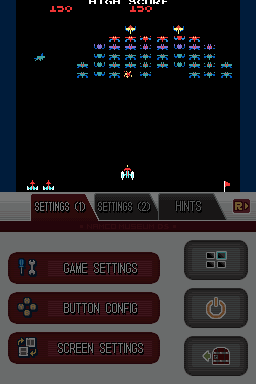 HIGH SCORE
150 150
SETTINGS (1) SETTINGS (2) HINTS R
GAME SETTINGS
BUTTON CONFIG
SCREEN SETTINGS